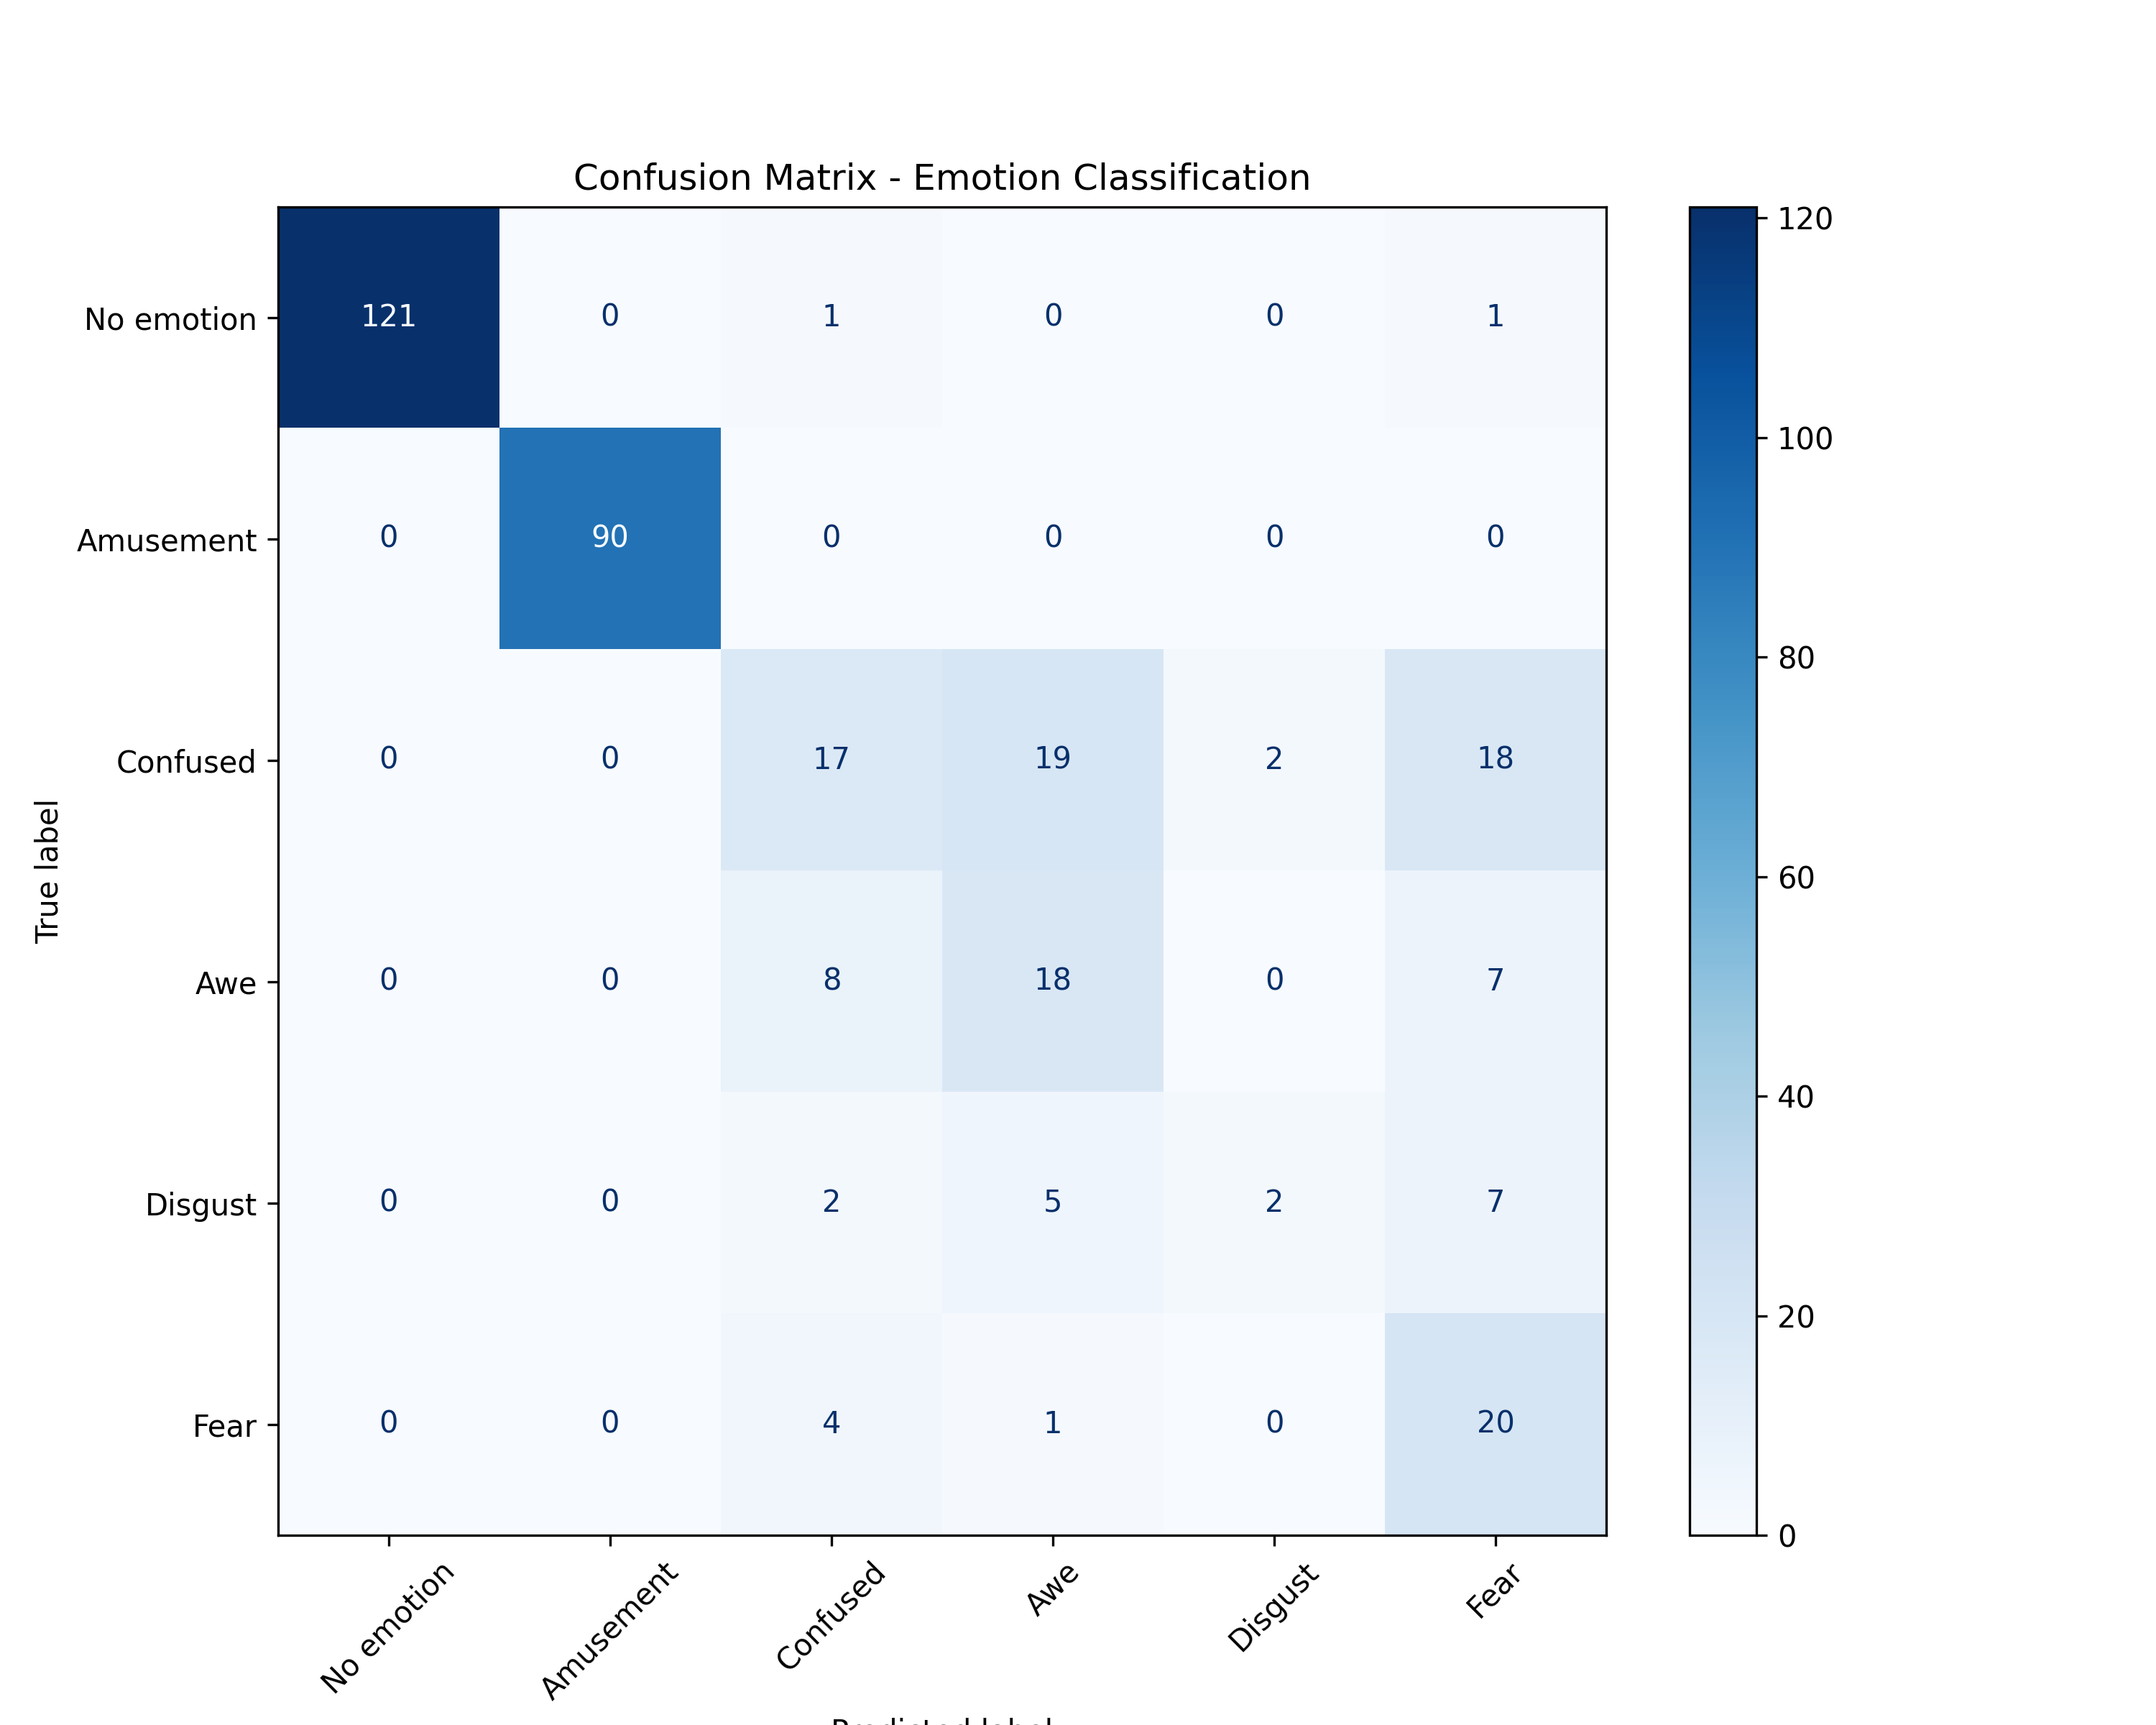 Confusion Matrix - Emotion Classification
120
No emotion 121 0 1 0 0 1
100
Amusement 90 0 0 0 0 0
80
Confused 0 0 17 19 2 18
True label
60
Awe 0 0 8 18 0 7
40
Disgust 0 0 2 5 2 7
20
Fear 0 0 4 1 0 20
0
No emotion Amusement Confused Awe Disgust Fear
Predicted label